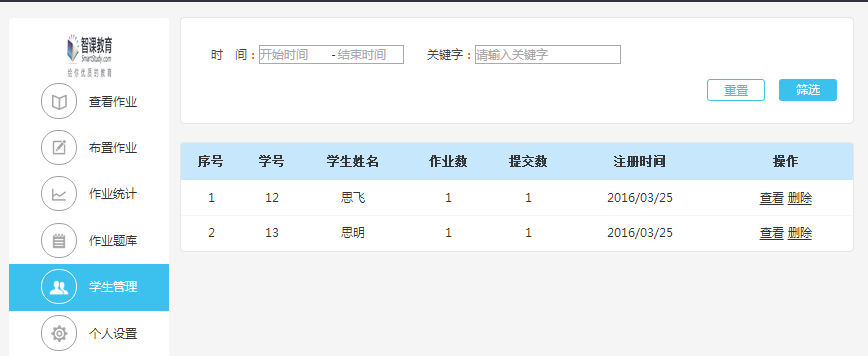 智课教育
SmartStudy.com
给你优质的教育
查看作业
布置作业
作业统计
作业题库
学生管理
个人设置
时 间：开始时间 - 结束时间 关键字：请输入关键字
重置 筛选
序号 学号 学生姓名 作业数 提交数 注册时间 操作
1 12 思飞 1 1 2016/03/25 查看 删除
2 13 思明 1 1 2016/03/25 查看 删除